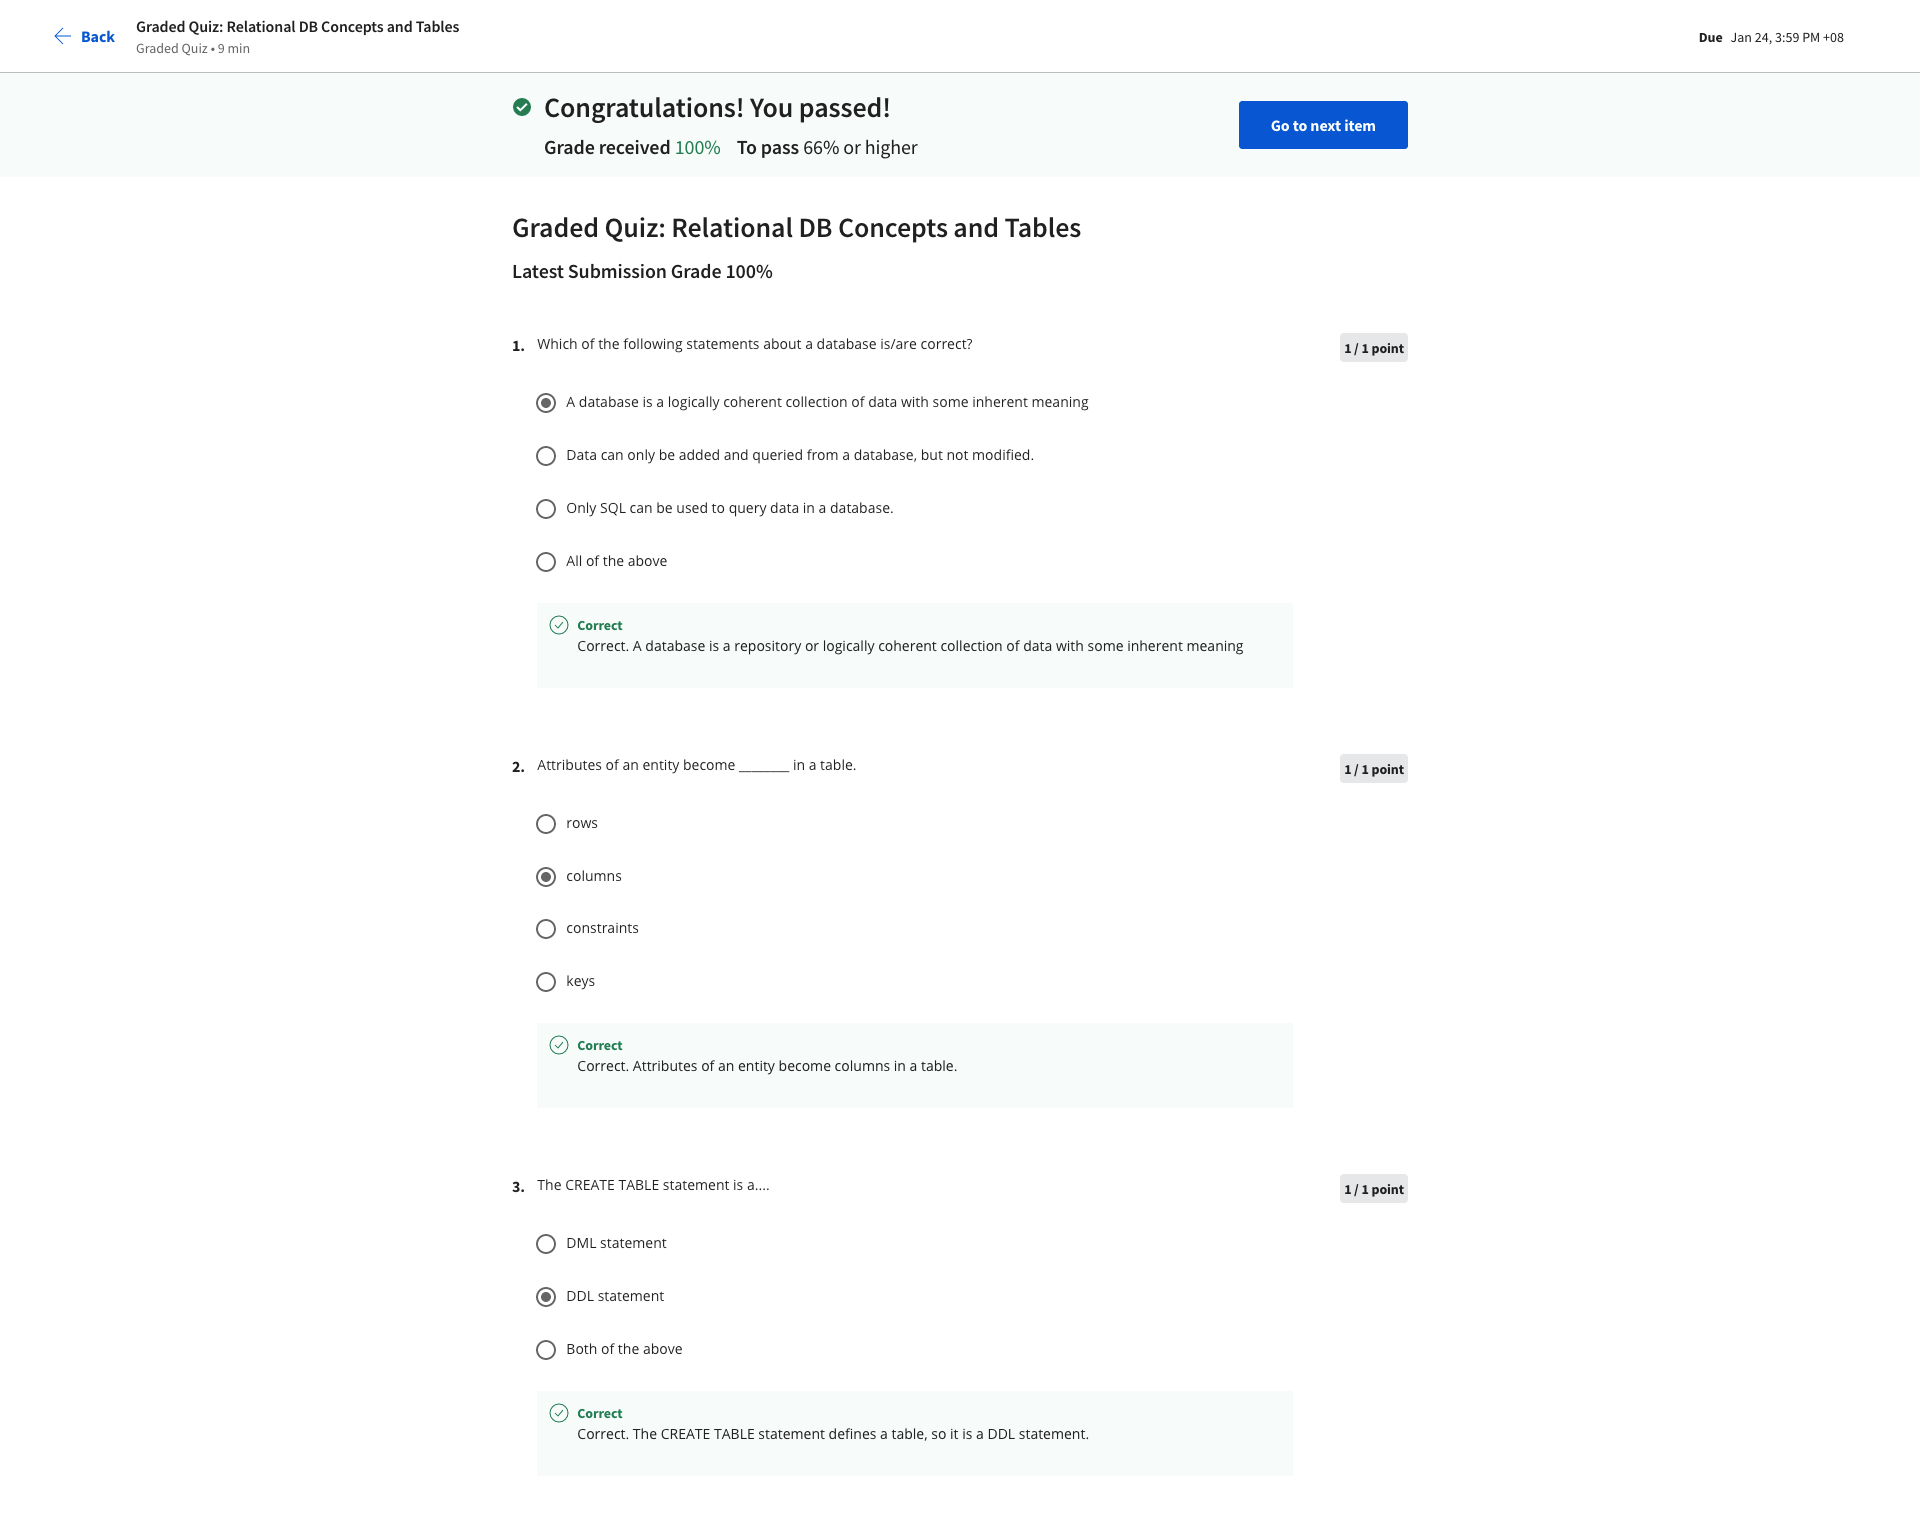 Back
Graded Quiz: Relational DB Concepts and Tables
Graded Quiz • 9 min
Due Jan 24, 3:59 PM +08
Congratulations! You passed!
Grade received 100% To pass 66% or higher
Go to next item
Graded Quiz: Relational DB Concepts and Tables
Latest Submission Grade 100%
1. Which of the following statements about a database is/are correct?
1 / 1 point
A database is a logically coherent collection of data with some inherent meaning
Data can only be added and queried from a database, but not modified.
Only SQL can be used to query data in a database.
All of the above
Correct
Correct. A database is a repository or logically coherent collection of data with some inherent meaning
2. Attributes of an entity become ________ in a table.
1 / 1 point
rows
columns
constraints
keys
Correct
Correct. Attributes of an entity become columns in a table.
3. The CREATE TABLE statement is a....
1 / 1 point
DML statement
DDL statement
Both of the above
Correct
Correct. The CREATE TABLE statement defines a table, so it is a DDL statement.